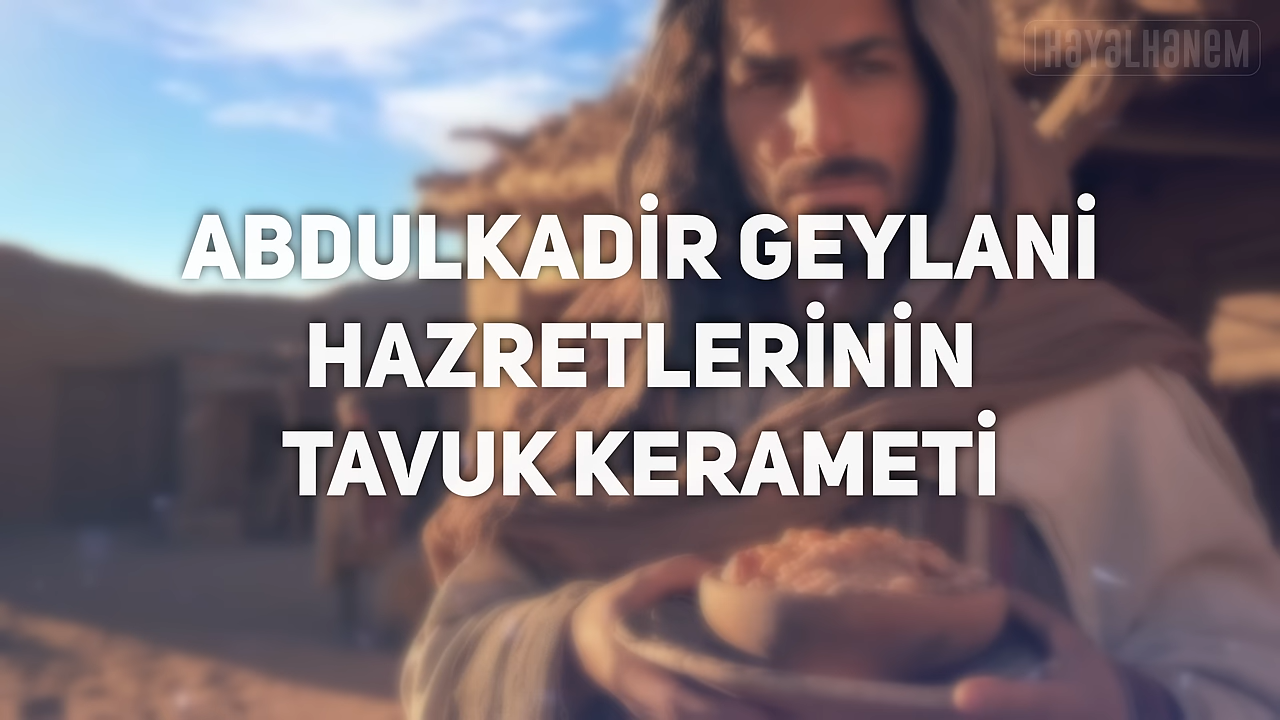 HAYALHANEM
ABDULKADİR GEYLANİ
HAZRETLERİNİN
TAVUK KERAMETİ